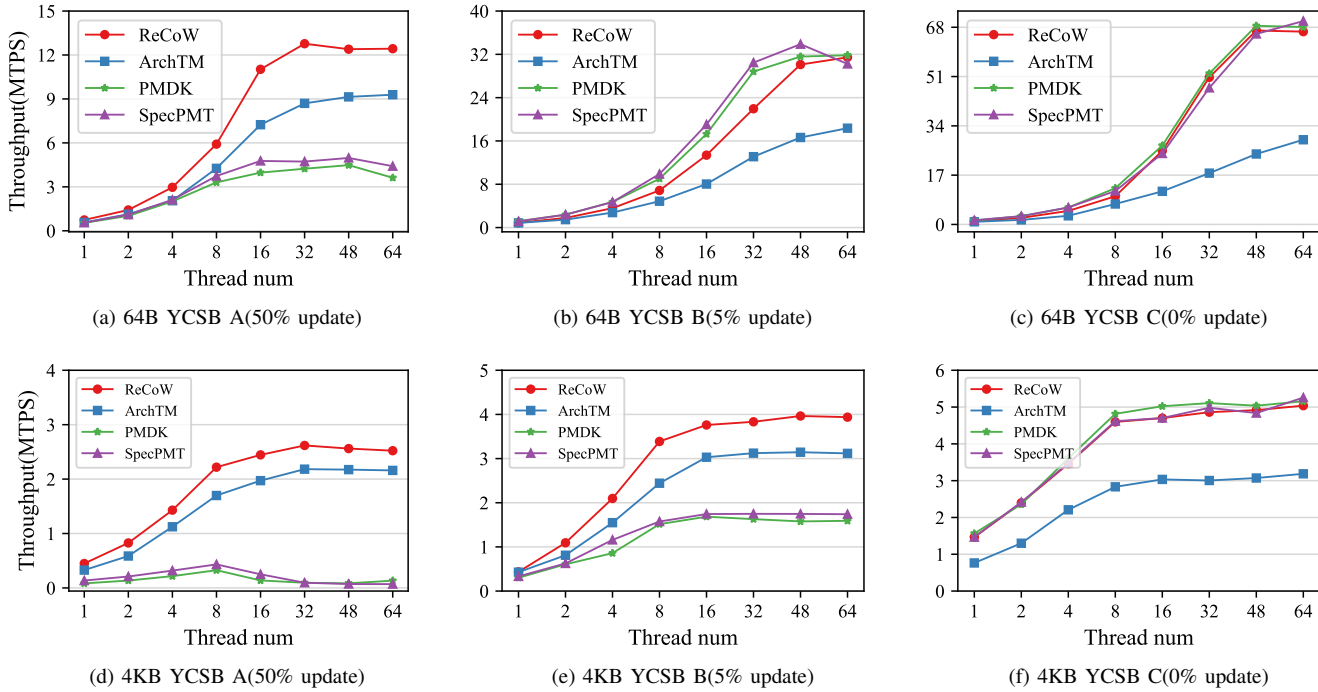 15
12
9
6
3
0
Throughput(MTPS)
ReCoW
ArchTM
PMDK
SpecPMT
1 2 4 8 16 32 48 64
Thread num
(a) 64B YCSB A(50% update)
40
32
24
16
8
0
ReCoW
ArchTM
PMDK
SpecPMT
1 2 4 8 16 32 48 64
Thread num
(b) 64B YCSB B(5% update)
68
51
34
17
0
ReCoW
ArchTM
PMDK
SpecPMT
1 2 4 8 16 32 48 64
Thread num
(c) 64B YCSB C(0% update)
4
3
2
1
0
Throughput(MTPS)
ReCoW
ArchTM
PMDK
SpecPMT
1 2 4 8 16 32 48 64
Thread num
(d) 4KB YCSB A(50% update)
5
4
3
2
1
0
ReCoW
ArchTM
PMDK
SpecPMT
1 2 4 8 16 32 48 64
Thread num
(e) 4KB YCSB B(5% update)
6
5
4
3
2
1
0
ReCoW
ArchTM
PMDK
SpecPMT
1 2 4 8 16 32 48 64
Thread num
(f) 4KB YCSB C(0% update)